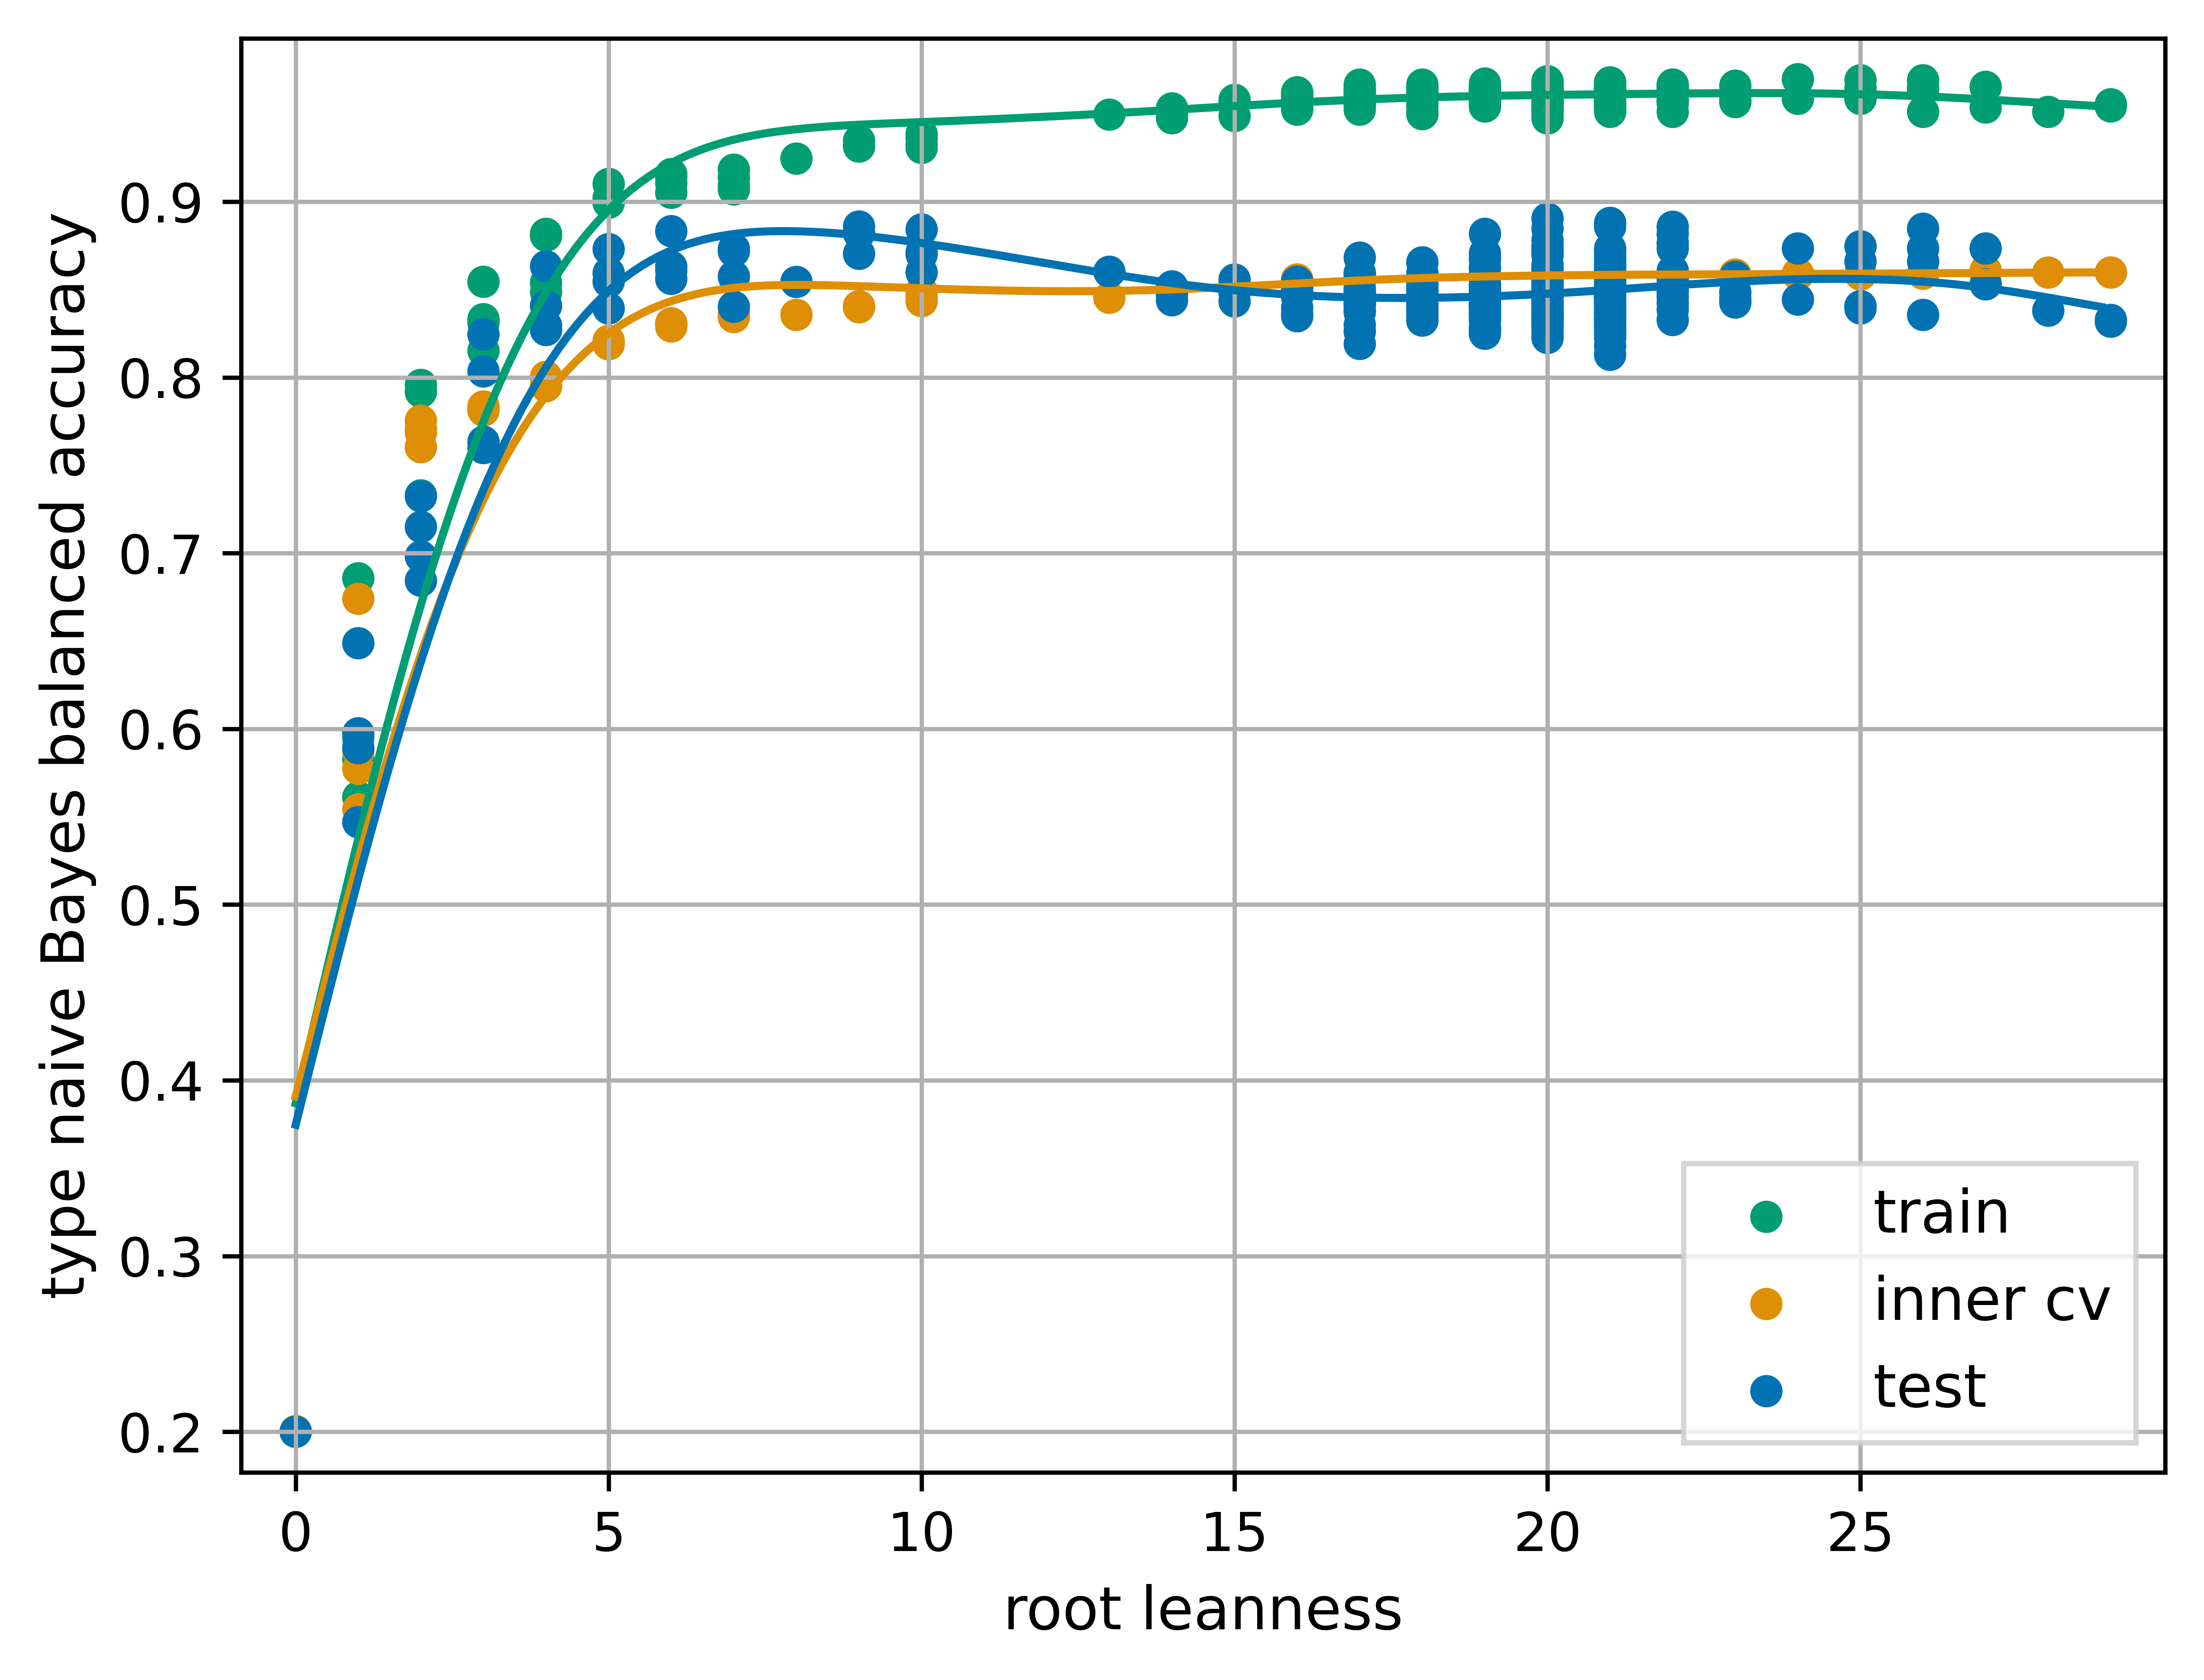 type naive Bayes balanced accuracy
0.9
0.8
0.7
0.6
0.5
0.4
0.3
0.2
train
inner cv
test
0 5 10 15 20 25
root leanness